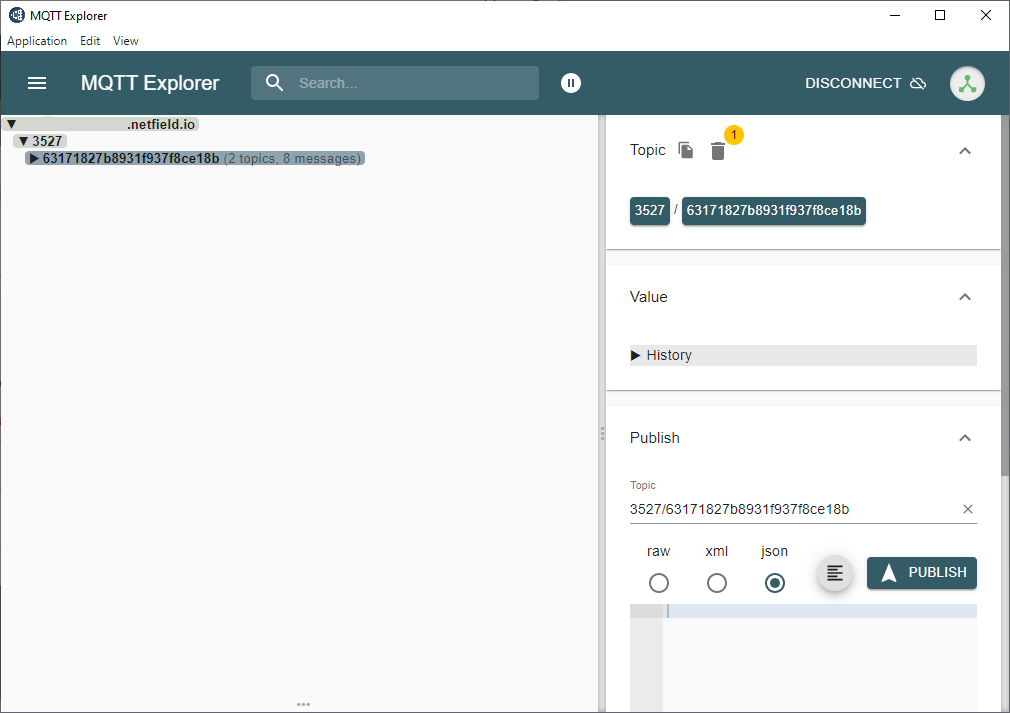 MQTT Explorer
Application Edit View
MQTT Explorer Search... DISCONNECT
▼ .netfield.io
▼ 3527
▶ 63171827b8931f937f8ce18b (2 topics, 8 messages)
Topic 1
3527 / 63171827b8931f937f8ce18b
Value
▶ History
Publish
Topic
3527/63171827b8931f937f8ce18b
raw xml json
PUBLISH